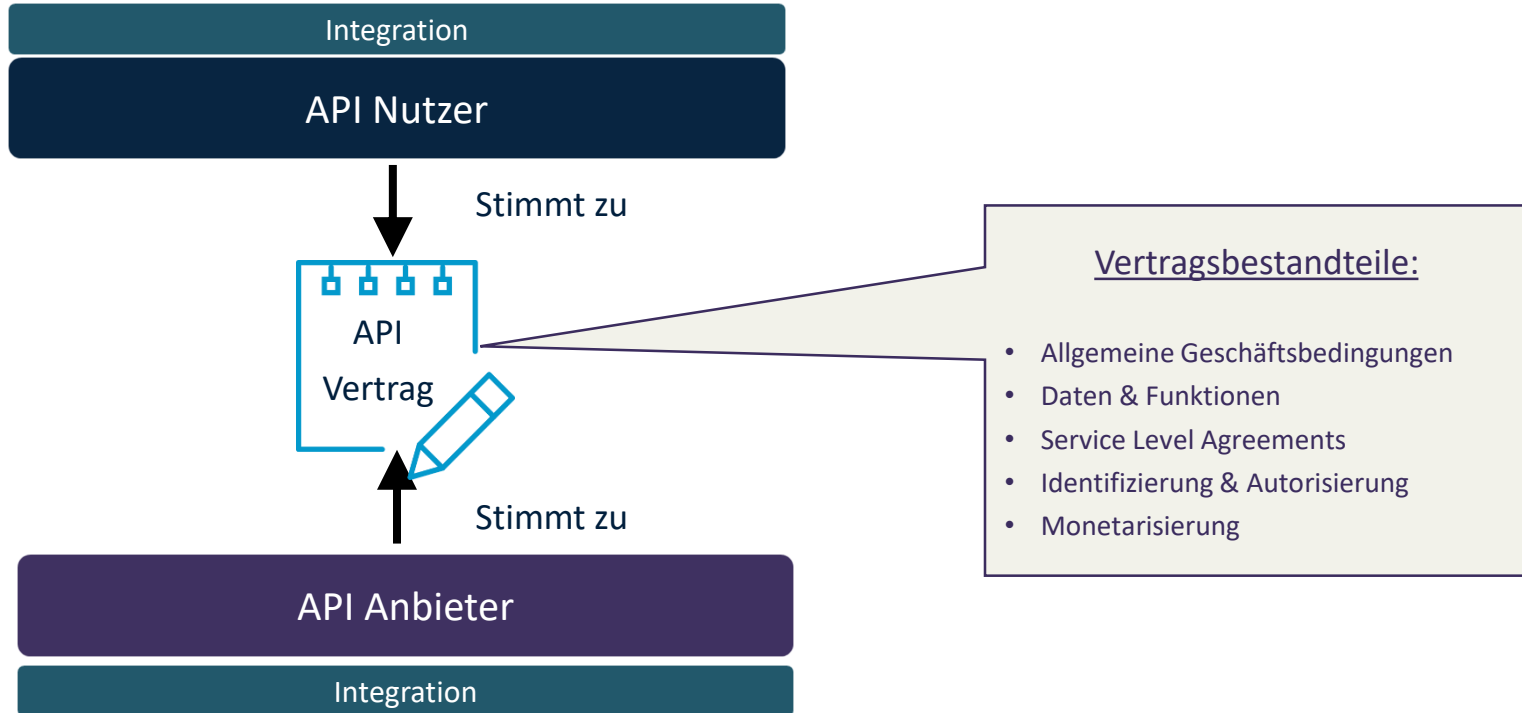 Integration
API Nutzer
Stimmt zu
API
Vertrag
Stimmt zu
API Anbieter
Integration
Vertragsbestandteile:
• Allgemeine Geschäftsbedingungen
• Daten & Funktionen
• Service Level Agreements
• Identifizierung & Autorisierung
• Monetarisierung